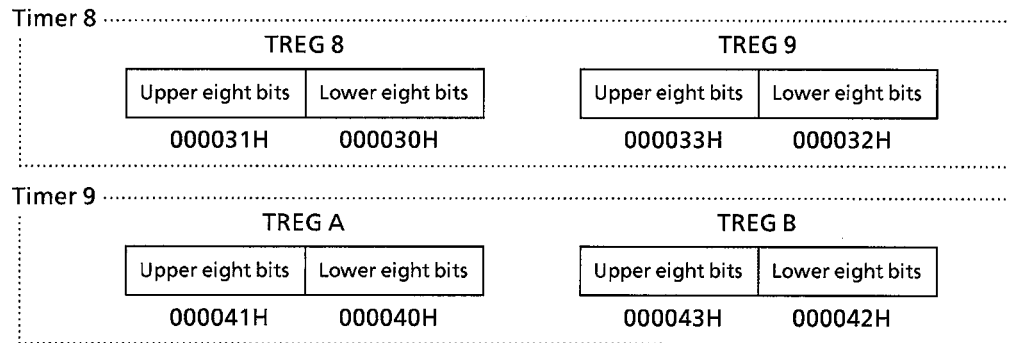 Timer 8
TREG 8 TREG 9
Upper eight bits Lower eight bits Upper eight bits Lower eight bits
000031H 000030H 000033H 000032H
Timer 9
TREG A TREG B
Upper eight bits Lower eight bits Upper eight bits Lower eight bits
000041H 000040H 000043H 000042H